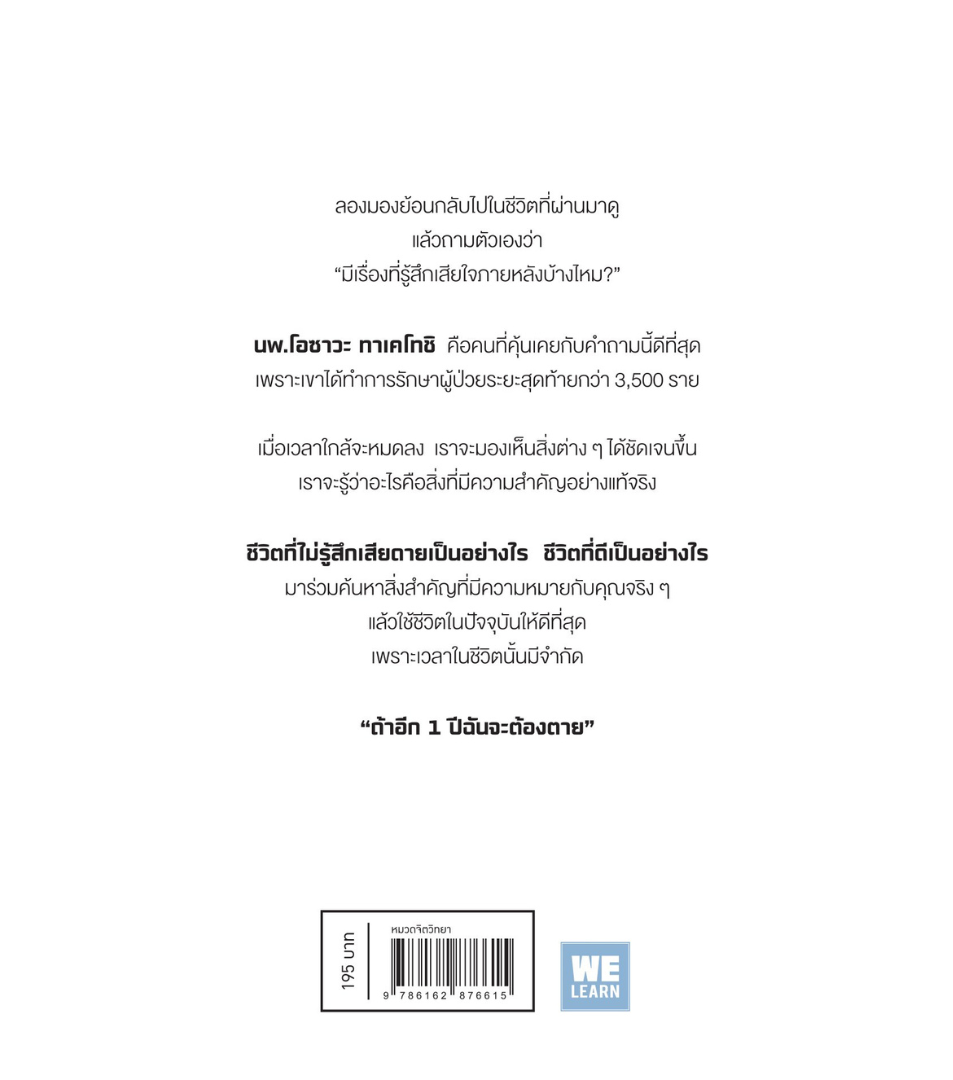 ลองมองย้อนกลับไปในชีวิตที่ผ่านมาดู
แล้วถามตัวเองว่า
“มีเรื่องที่รู้สึกเสียใจภายหลังบ้างไหม?”
นพ.โอซาวะ ทาเคโทชิ คือคนที่คุ้นเคยกับคำถามนี้ดีที่สุด
เพราะเขาได้ทำการรักษาผู้ป่วยระยะสุดท้ายกว่า 3,500 ราย
เมื่อเวลาใกล้จะหมดลง เราจะมองเห็นสิ่งต่าง ๆ ได้ชัดเจนขึ้น
เราจะรู้ว่าอะไรคือสิ่งที่มีความสำคัญอย่างแท้จริง
ชีวิตที่ไม่รู้สึกเสียดายเป็นอย่างไร ชีวิตที่ดีเป็นอย่างไร
มาร่วมค้นหาสิ่งสำคัญที่มีความหมายกับคุณจริง ๆ
แล้วใช้ชีวิตในปัจจุบันให้ดีที่สุด
เพราะเวลาในชีวิตนั้นมีจำกัด
“ถ้าอีก 1 ปีฉันจะต้องตาย”
195 บาท
หมวดจิตวิทยา
9 786162 876615
WE
LEARN